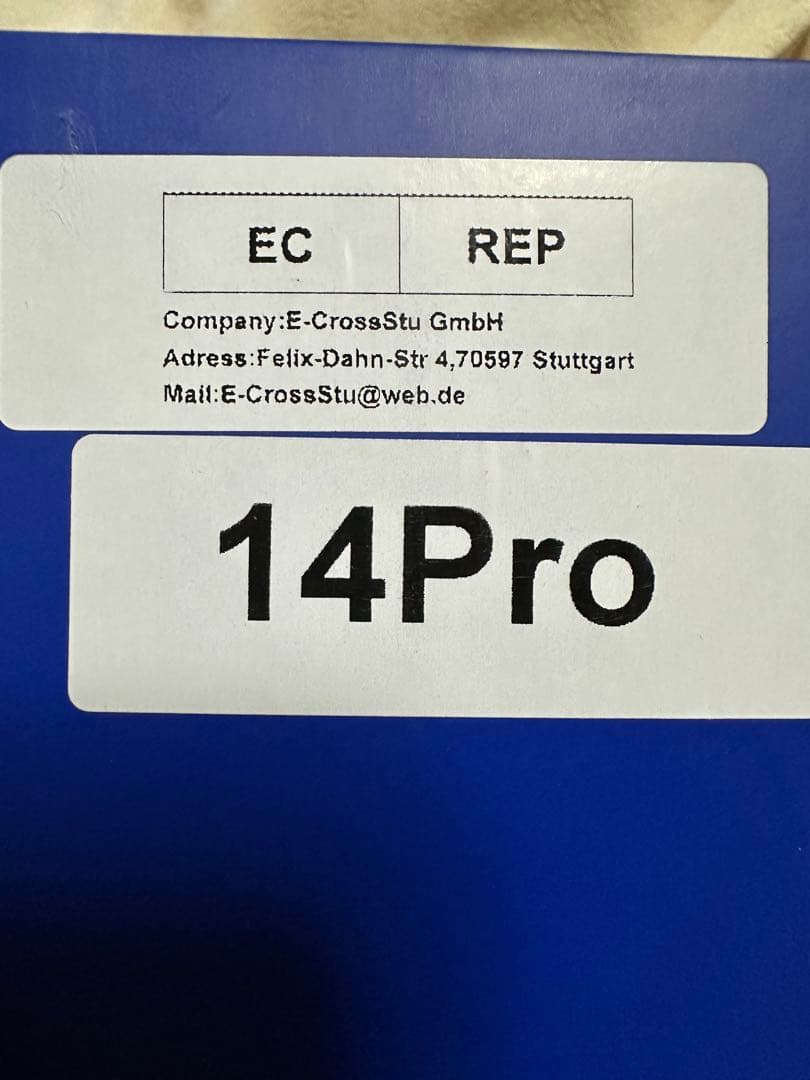 EC REP
Company:E-CrossStu GmbH
Adress:Felix-Dahn-Str 4,70597 Stuttgart
Mail:E-CrossStu@web.de
14Pro